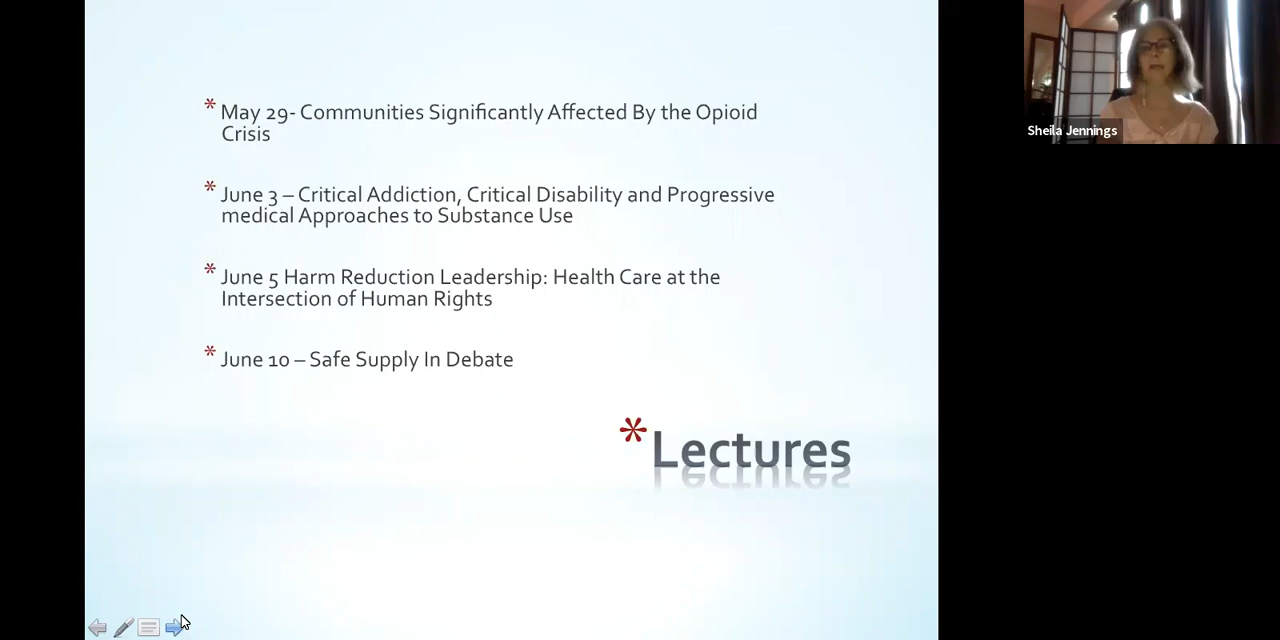 * May 29- Communities Significantly Affected By the Opioid
Crisis
* June 3 – Critical Addiction, Critical Disability and Progressive
medical Approaches to Substance Use
* June 5 Harm Reduction Leadership: Health Care at the
Intersection of Human Rights
* June 10 – Safe Supply In Debate
* Lectures
Sheila Jennings